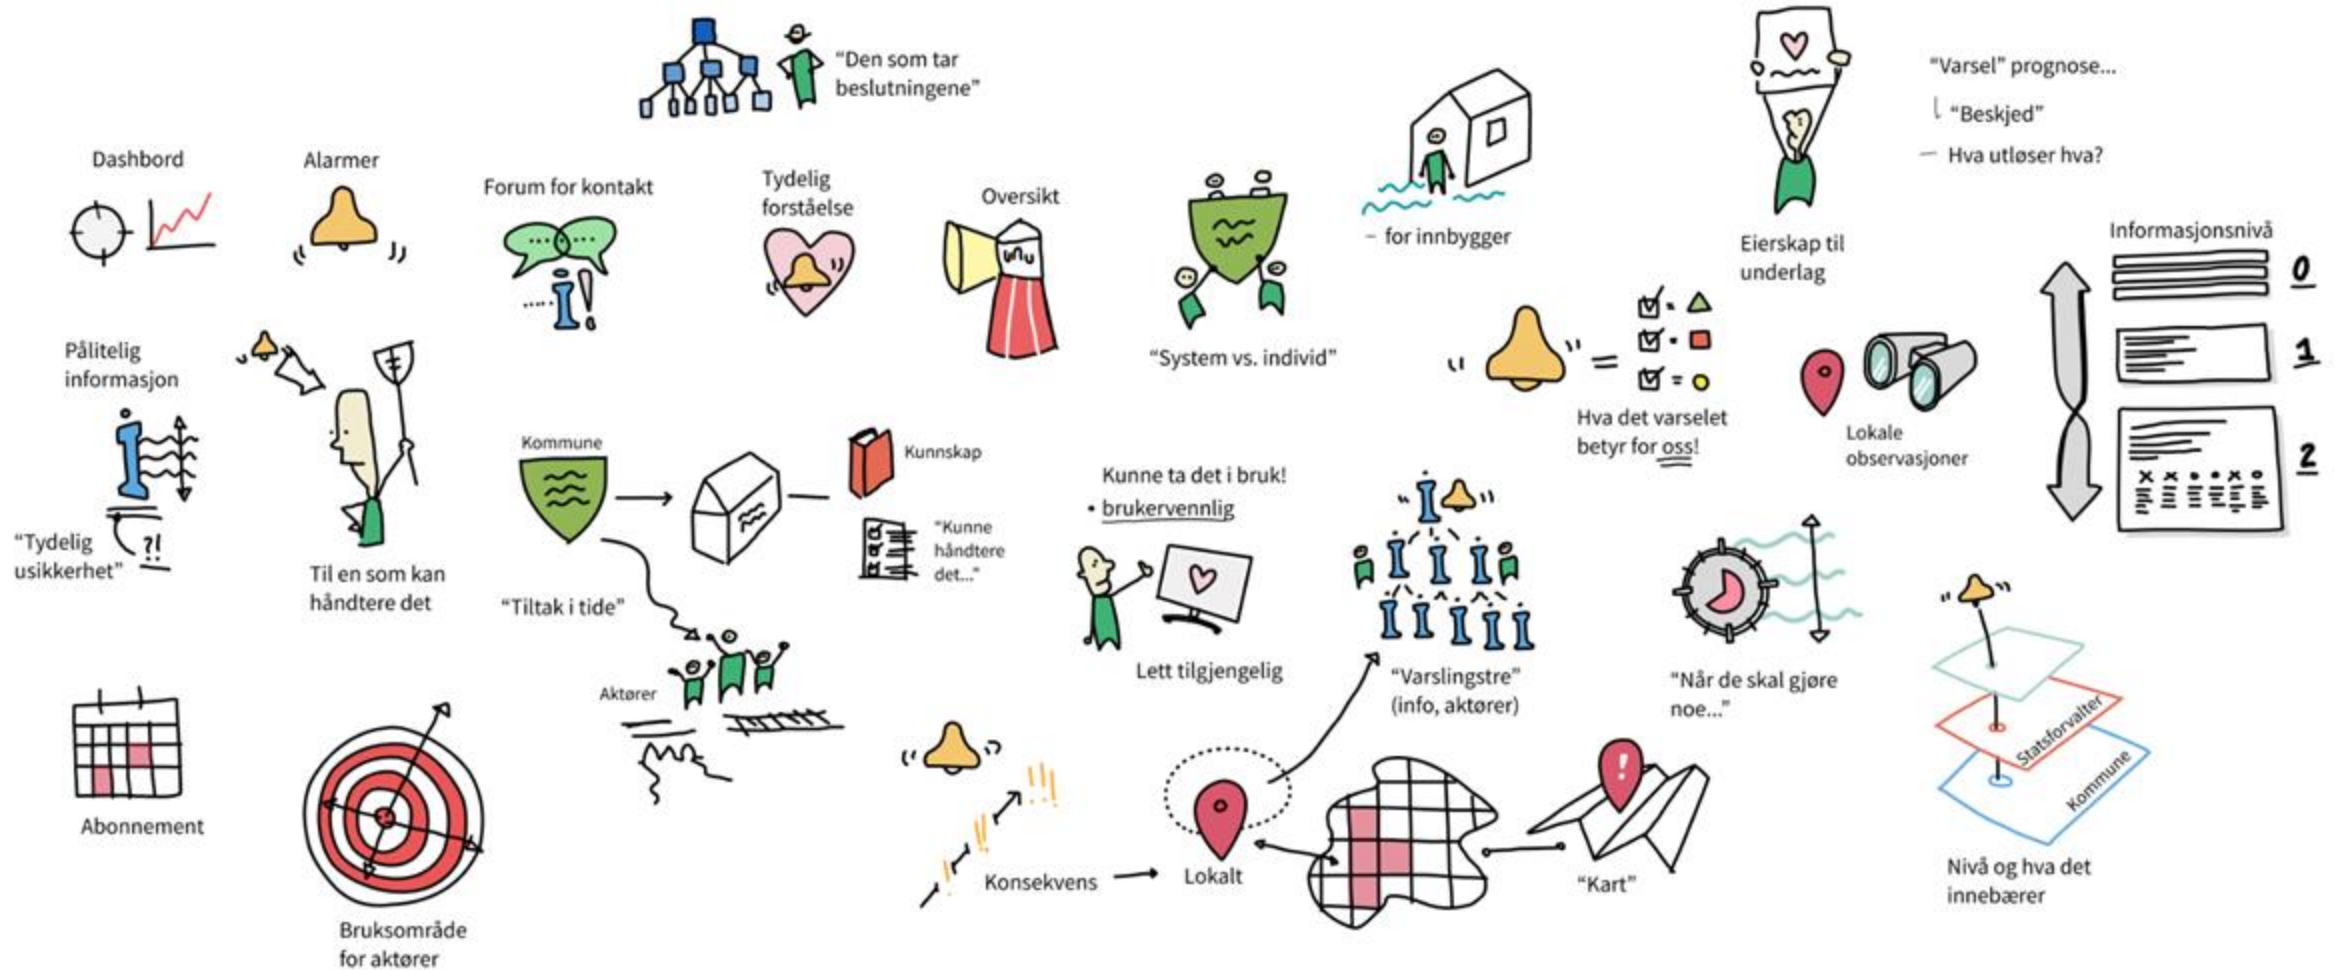 “Den som tar
beslutningene”
“Varsel” prognose...
“Beskjed”
– Hva utløser hva?
Dashbord
Alarmer
Forum for kontakt
Tydelig
forståelse
Oversikt
“System vs. individ”
– for innbygger
Eierskap til
underlag
Informasjonsnivå
0
1
2
Pålitelig
informasjon
“Tydelig
usikkerhet”
?!
Til en som kan
håndtere det
Kommune
Kunnskap
“Kunne
håndtere
det...”
“Tiltak i tide”
Aktører
Hva det varselet
betyr for oss!
Lokale
observasjoner
Kunne ta det i bruk!
• brukervennlig
Lett tilgjengelig
“Varslingstre”
(info, aktører)
“Når de skal gjøre
noe...”
Statsforvalter
Kommune
Nivå og hva det
innebærer
Abonnement
Bruksområde
for aktører
!
!!
!!!
Konsekvens
Lokalt
!
“Kart”